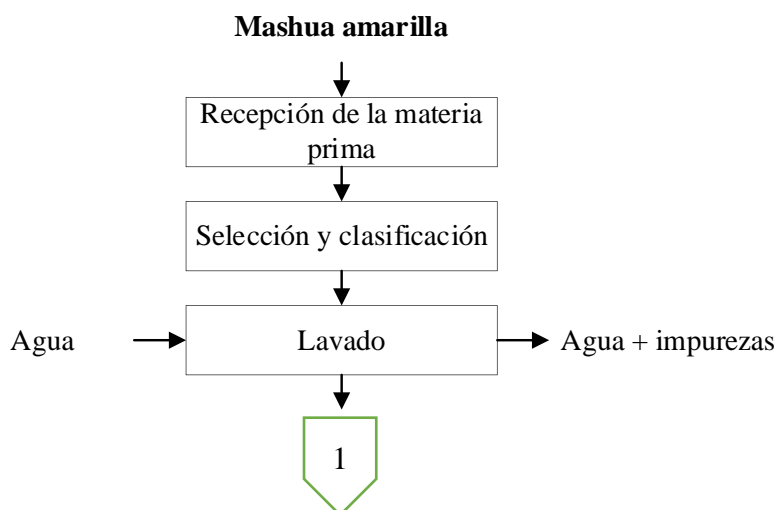 Mashua amarilla
Recepción de la materia
prima
Selección y clasificación
Agua
Lavado
Agua + impurezas
1